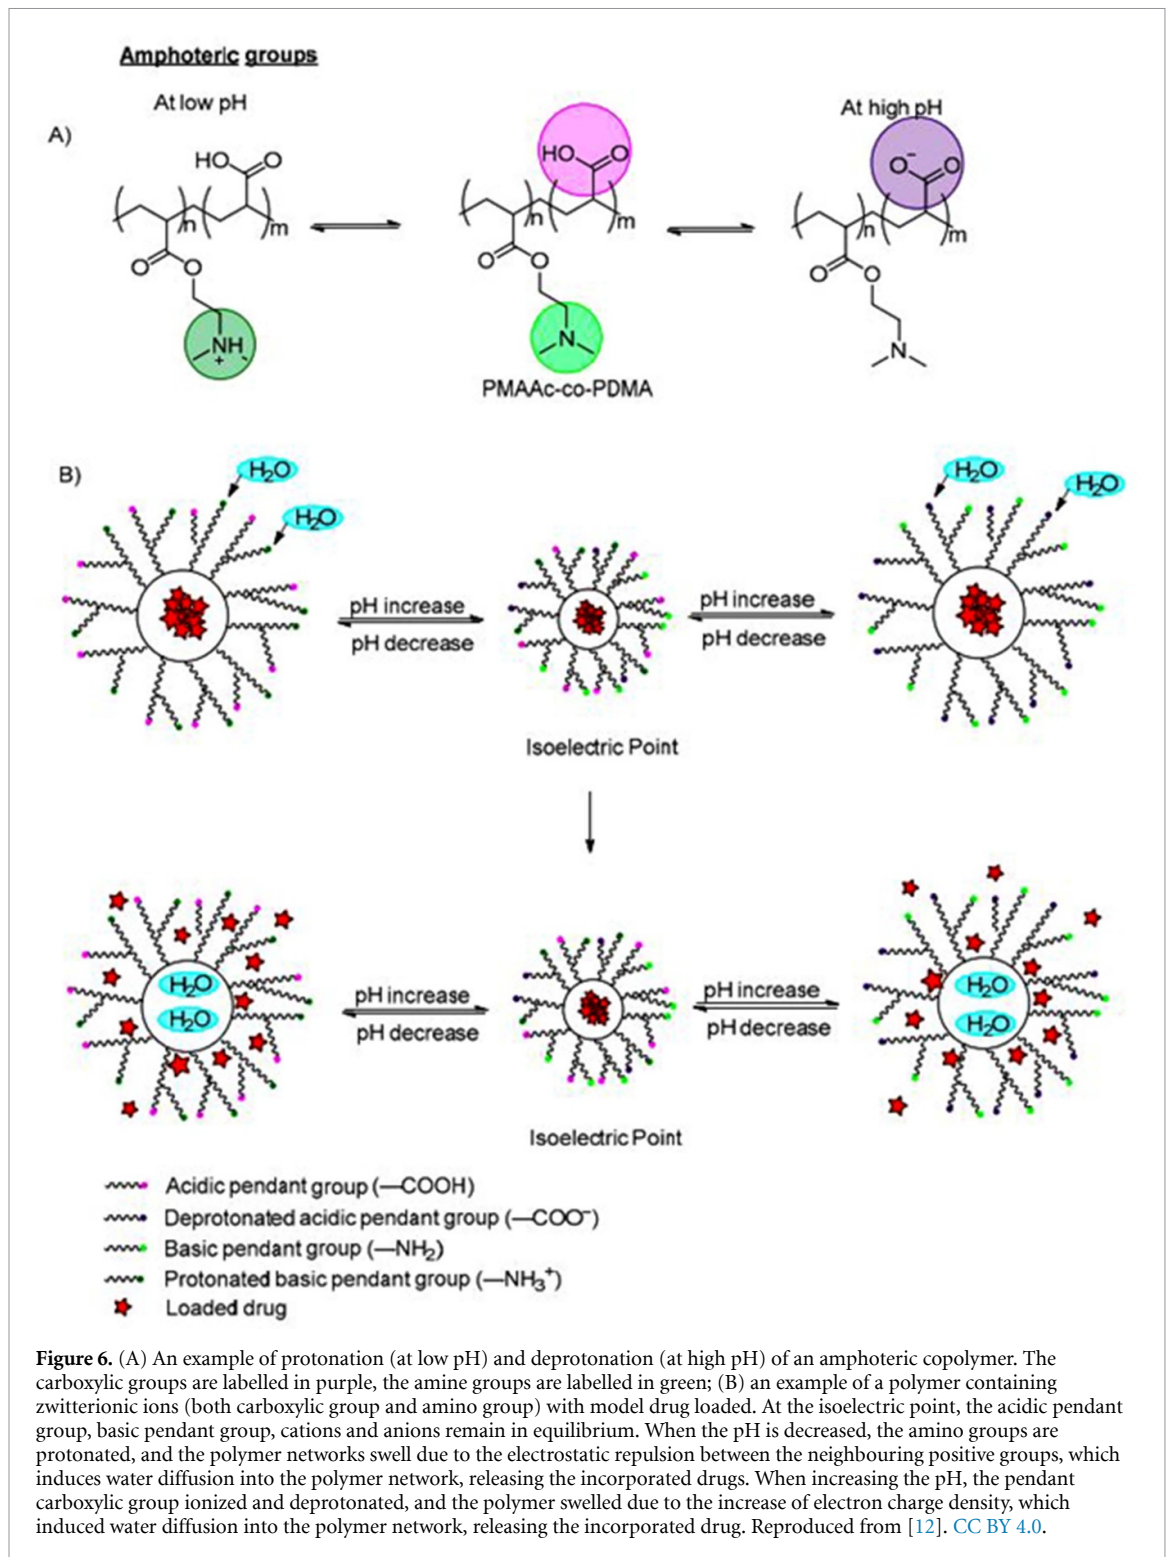 Amphoteric groups
At low pH
At high pH
A)
HO
O
HO
O
O⁻
O
n
m
n
m
n
m
O
O
O
O
O
O
NH
+
N
N
PMAAc-co-PDMA
B)
H₂O
H₂O
H₂O
H₂O
pH increase
pH decrease
pH increase
pH decrease
Isoelectric Point
H₂O
H₂O
H₂O
H₂O
pH increase
pH decrease
pH increase
pH decrease
Isoelectric Point
Acidic pendant group (—COOH)
Deprotonated acidic pendant group (—COO⁻)
Basic pendant group (—NH₂)
Protonated basic pendant group (—NH₃⁺)
Loaded drug
Figure 6. (A) An example of protonation (at low pH) and deprotonation (at high pH) of an amphoteric copolymer. The
carboxylic groups are labelled in purple, the amine groups are labelled in green; (B) an example of a polymer containing
zwitterionic ions (both carboxylic group and amino group) with model drug loaded. At the isoelectric point, the acidic pendant
group, basic pendant group, cations and anions remain in equilibrium. When the pH is decreased, the amino groups are
protonated, and the polymer networks swell due to the electrostatic repulsion between the neighbouring positive groups, which
induces water diffusion into the polymer network, releasing the incorporated drugs. When increasing the pH, the pendant
carboxylic group ionized and deprotonated, and the polymer swelled due to the increase of electron charge density, which
induced water diffusion into the polymer network, releasing the incorporated drug. Reproduced from [12]. CC BY 4.0.